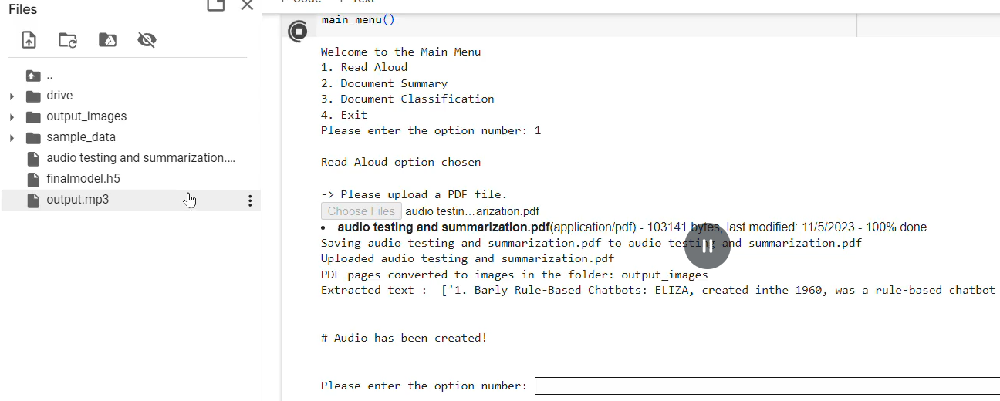 Files
main_menu()
Welcome to the Main Menu
1. Read Aloud
2. Document Summary
3. Document Classification
4. Exit
Please enter the option number: 1
Read Aloud option chosen
-> Please upload a PDF file.
Choose Files audio testin...arization.pdf
• audio testing and summarization.pdf(application/pdf) - 103141 bytes, last modified: 11/5/2023 - 100% done
Saving audio testing and summarization.pdf to audio testing and summarization.pdf
Uploaded audio testing and summarization.pdf
PDF pages converted to images in the folder: output_images
Extracted text : ['1. Barly Rule-Based Chatbots: ELIZA, created inthe 1960, was a rule-based chatbot
# Audio has been created!
Please enter the option number:
..
drive
output_images
sample_data
audio testing and summarization....
finalmodel.h5
output.mp3